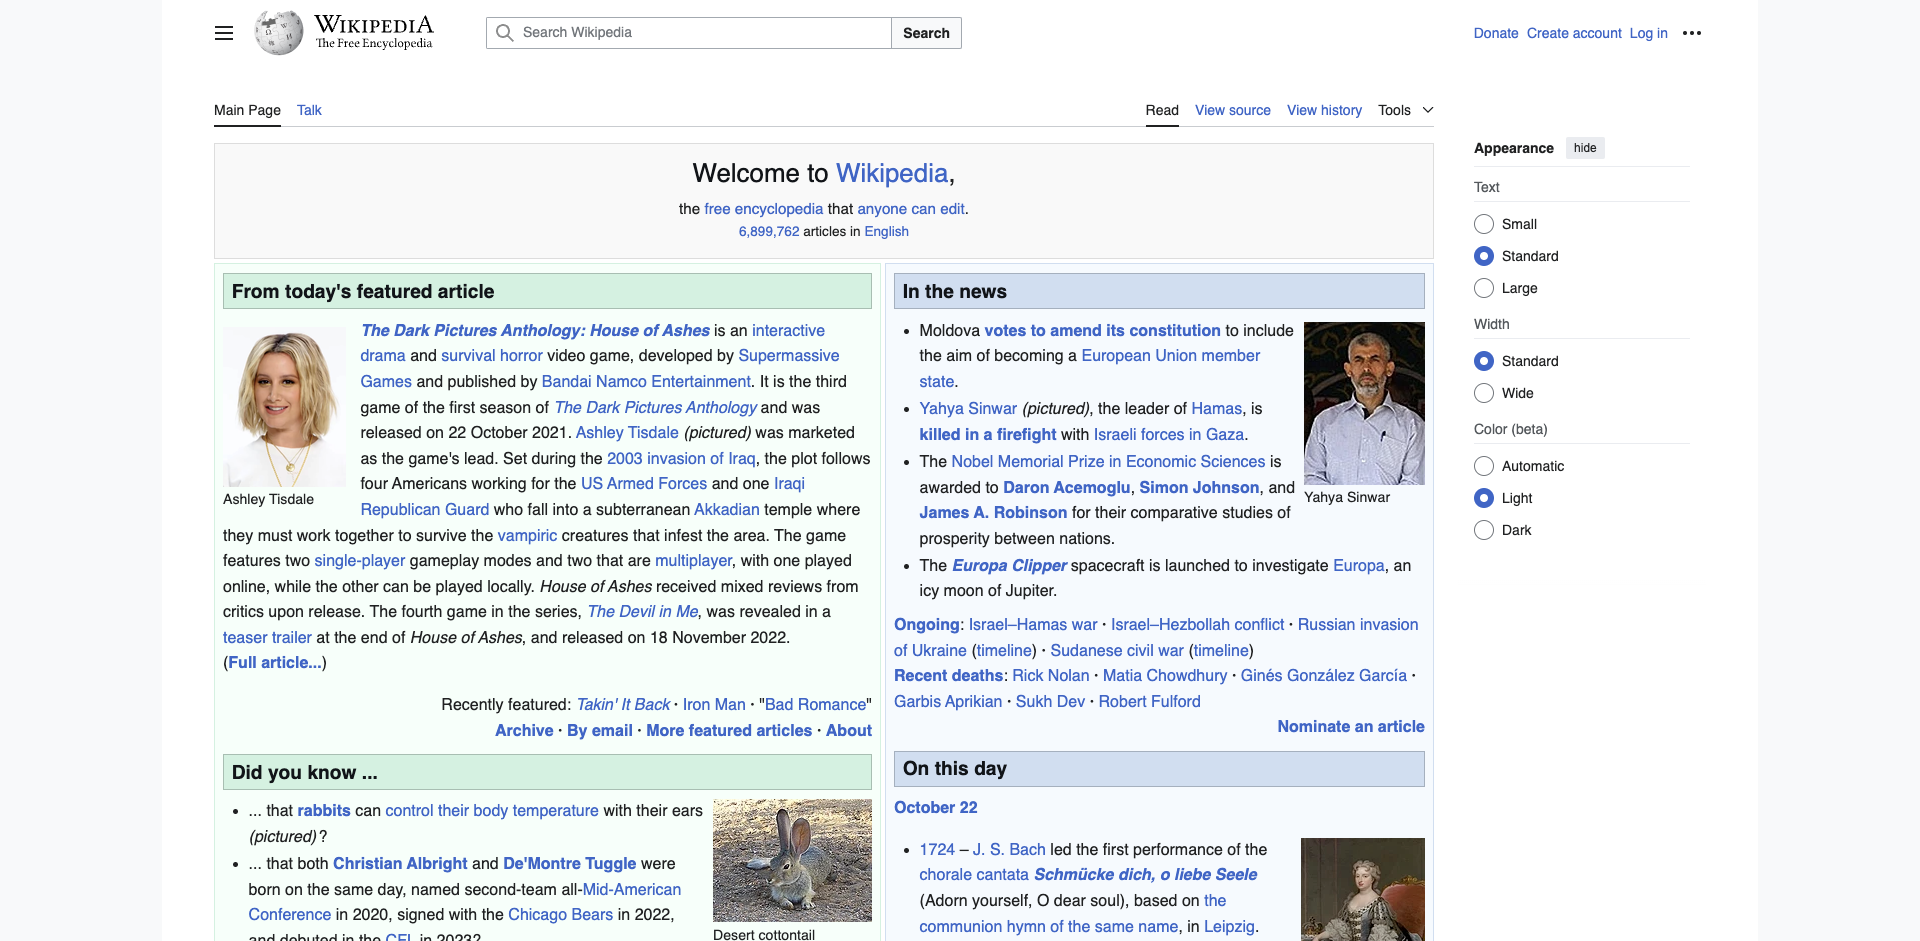 WIKIPEDIA
The Free Encyclopedia
Search Wikipedia
Search
Donate Create account Log in
Main Page Talk
Read View source View history Tools
Welcome to Wikipedia,
the free encyclopedia that anyone can edit.
6,899,762 articles in English
From today's featured article
The Dark Pictures Anthology: House of Ashes is an interactive
drama and survival horror video game, developed by Supermassive
Games and published by Bandai Namco Entertainment. It is the third
game of the first season of The Dark Pictures Anthology and was
released on 22 October 2021. Ashley Tisdale (pictured) was marketed
as the game's lead. Set during the 2003 invasion of Iraq, the plot follows
four Americans working for the US Armed Forces and one Iraqi
Republican Guard who fall into a subterranean Akkadian temple where
they must work together to survive the vampiric creatures that infest the area. The game
features two single-player gameplay modes and two that are multiplayer, with one played
online, while the other can be played locally. House of Ashes received mixed reviews from
critics upon release. The fourth game in the series, The Devil in Me, was revealed in a
teaser trailer at the end of House of Ashes, and released on 18 November 2022.
(Full article...)
Ashley Tisdale
Recently featured: Takin' It Back · Iron Man · "Bad Romance"
Archive · By email · More featured articles · About
Did you know ...
... that rabbits can control their body temperature with their ears
(pictured)?
... that both Christian Albright and De'Montre Tuggle were
born on the same day, named second-team all-Mid-American
Conference in 2020, signed with the Chicago Bears in 2022,
and debuted in the CFL in 2023?
Desert cottontail
In the news
Moldova votes to amend its constitution to include
the aim of becoming a European Union member
state.
Yahya Sinwar (pictured), the leader of Hamas, is
killed in a firefight with Israeli forces in Gaza.
The Nobel Memorial Prize in Economic Sciences is
awarded to Daron Acemoglu, Simon Johnson, and
James A. Robinson for their comparative studies of
prosperity between nations.
The Europa Clipper spacecraft is launched to investigate Europa, an
icy moon of Jupiter.
Yahya Sinwar
Ongoing: Israel–Hamas war · Israel–Hezbollah conflict · Russian invasion
of Ukraine (timeline) · Sudanese civil war (timeline)
Recent deaths: Rick Nolan · Matia Chowdhury · Ginés González García ·
Garbis Aprikian · Sukh Dev · Robert Fulford
Nominate an article
On this day
October 22
1724 – J. S. Bach led the first performance of the
chorale cantata Schmücke dich, o liebe Seele
(Adorn yourself, O dear soul), based on the
communion hymn of the same name, in Leipzig.
Appearance hide
Text
Small
Standard
Large
Width
Standard
Wide
Color (beta)
Automatic
Light
Dark